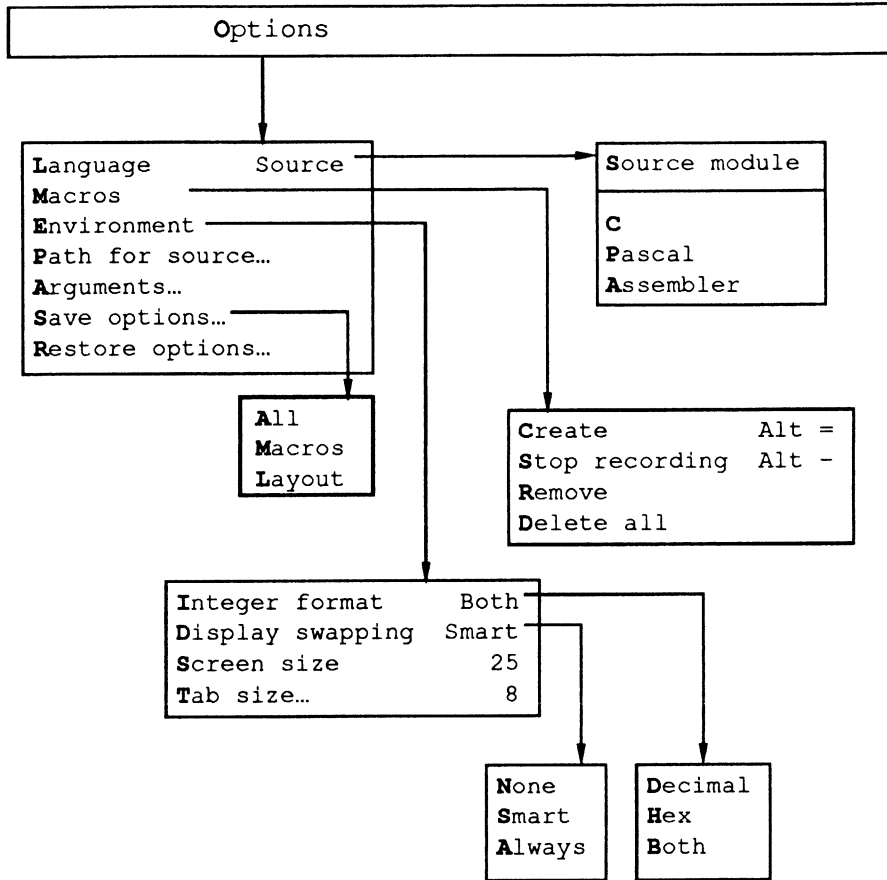 Options
Language Source
Macros
Environment
Path for source…
Arguments…
Save options…
Restore options…
Source module
C
Pascal
Assembler
All
Macros
Layout
Create Alt =
Stop recording Alt -
Remove
Delete all
Integer format Both
Display swapping Smart
Screen size 25
Tab size… 8
None
Smart
Always
Decimal
Hex
Both